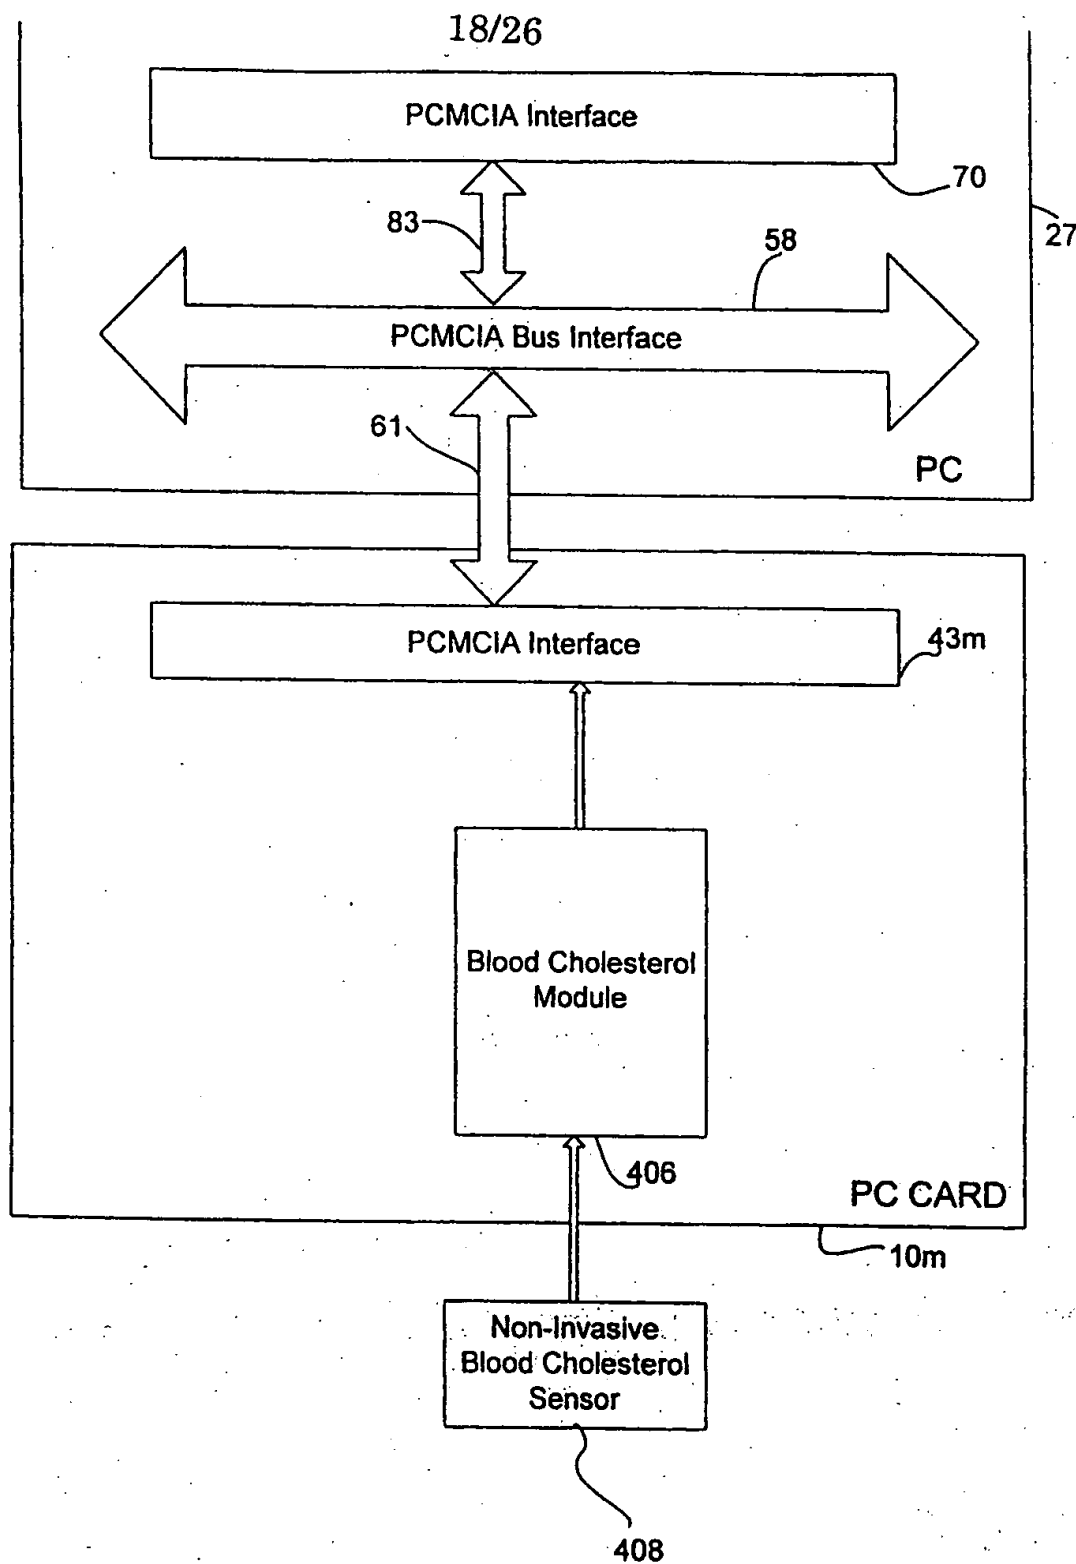 18/26
PCMCIA Interface
70
83
27
58
PCMCIA Bus Interface
61
PC
PCMCIA Interface
43m
Blood Cholesterol
Module
406
PC CARD
10m
Non-Invasive
Blood Cholesterol
Sensor
408